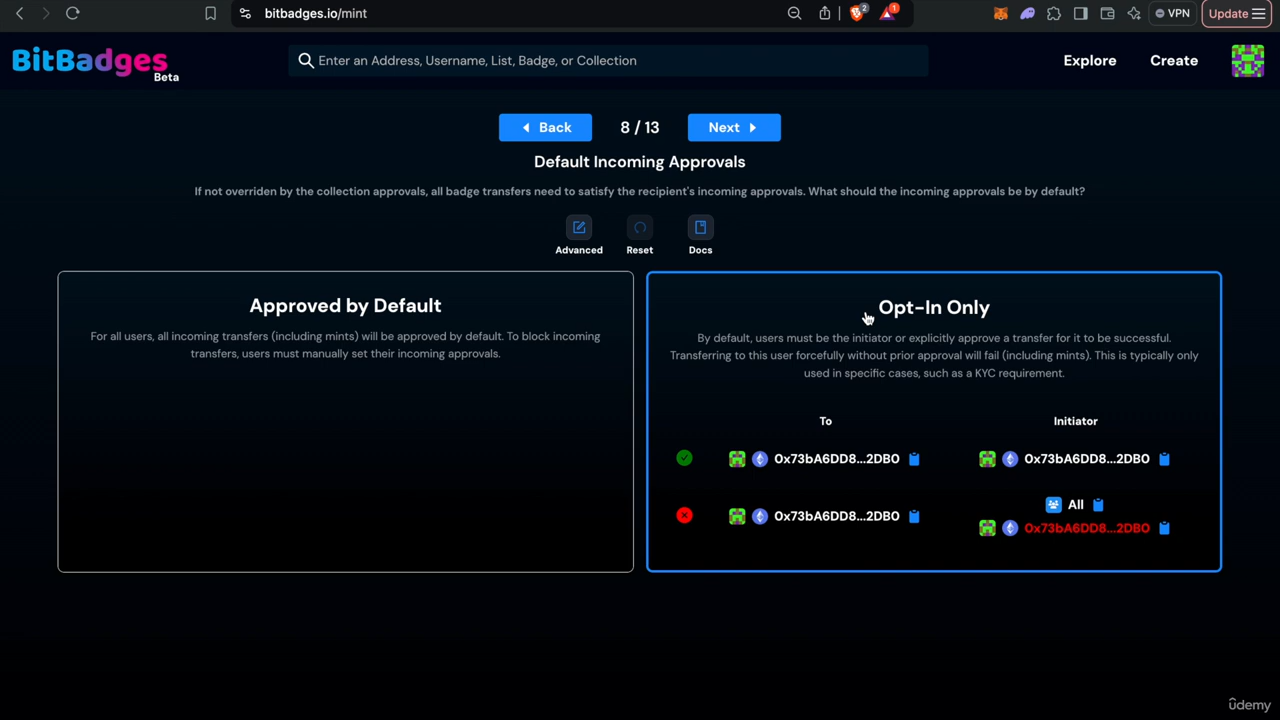 bitbadges.io/mint
2
1
VPN
Update
BitBadges
Beta
Enter an Address, Username, List, Badge, or Collection
Explore
Create
Back
8 / 13
Next
Default Incoming Approvals
If not overriden by the collection approvals, all badge transfers need to satisfy the recipient's incoming approvals. What should the incoming approvals be by default?
Advanced
Reset
Docs
Approved by Default
For all users, all incoming transfers (including mints) will be approved by default. To block incoming
transfers, users must manually set their incoming approvals.
Opt-In Only
By default, users must be the initiator or explicitly approve a transfer for it to be successful.
Transferring to this user forcefully without prior approval will fail (including mints). This is typically only
used in specific cases, such as a KYC requirement.
To
Initiator
0x73bA6DD8...2DB0
0x73bA6DD8...2DB0
0x73bA6DD8...2DB0
All
0x73bA6DD8...2DB0
ûdemy